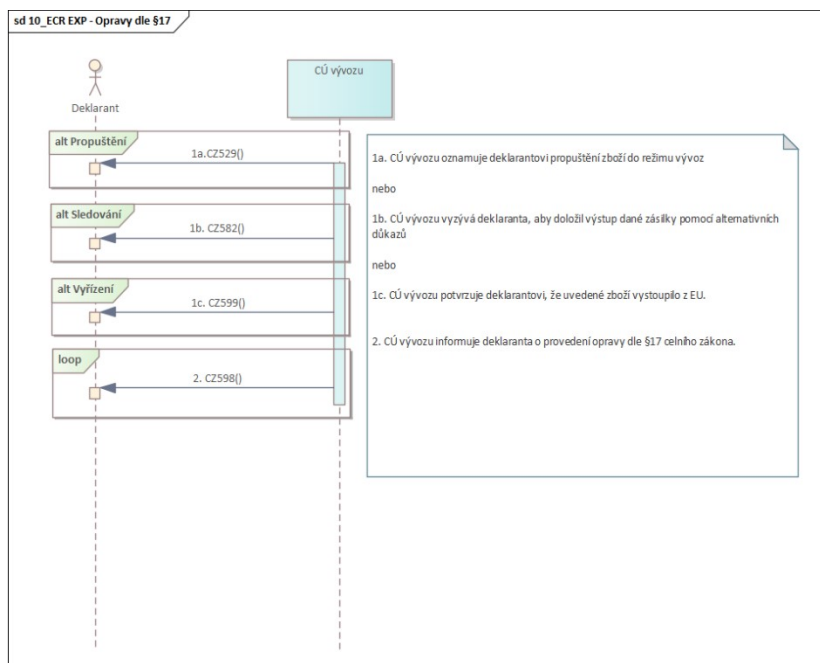 sd 10_ECR EXP - Opravy dle §17
Deklarant
CÚ vývozu
alt Propuštění
1a.CZ529()
alt Sledování
1b. CZ582()
alt Vyřízení
1c. CZ599()
loop
2. CZ598()
1a. CÚ vývozu oznamuje deklarantovi propuštění zboží do režimu vývoz
nebo
1b. CÚ vývozu vyzývá deklaranta, aby doložil výstup dané zásilky pomocí alternativních
důkazů
nebo
1c. CÚ vývozu potvrzuje deklarantovi, že uvedené zboží vystoupilo z EU.
2. CÚ vývozu informuje deklaranta o provedení opravy dle §17 celního zákona.